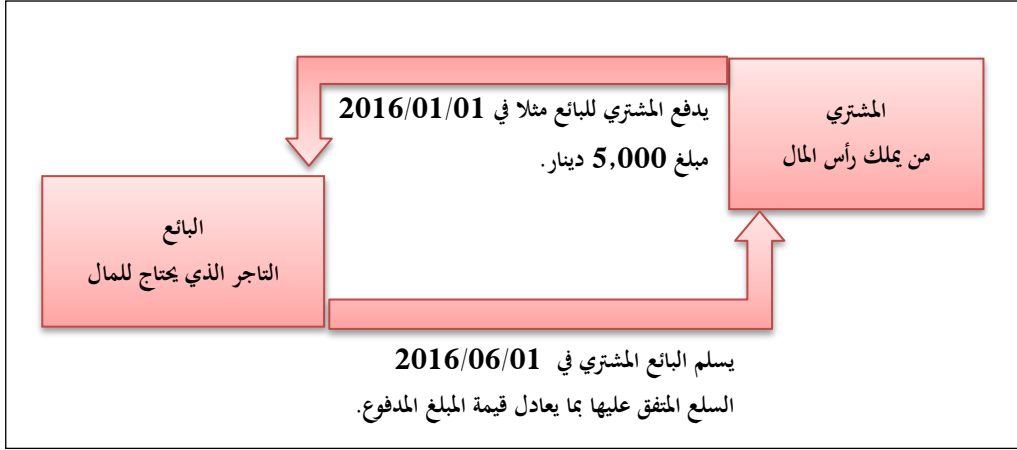 المشتري
من يملك رأس المال
يدفع المشتري للبائع مثلا في 2016/01/01
مبلغ 5,000 دينار.
البائع
التاجر الذي يحتاج للمال
يسلم البائع المشتري في 2016/06/01
السلع المتفق عليها بما يعادل قيمة المبلغ المدفوع.